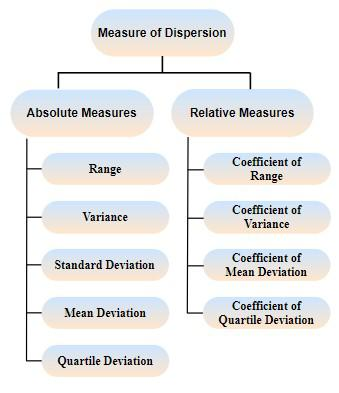 Measure of Dispersion
Absolute Measures
Range
Variance
Standard Deviation
Mean Deviation
Quartile Deviation
Relative Measures
Coefficient of
Range
Coefficient of
Variance
Coefficient of
Mean Deviation
Coefficient of
Quartile Deviation